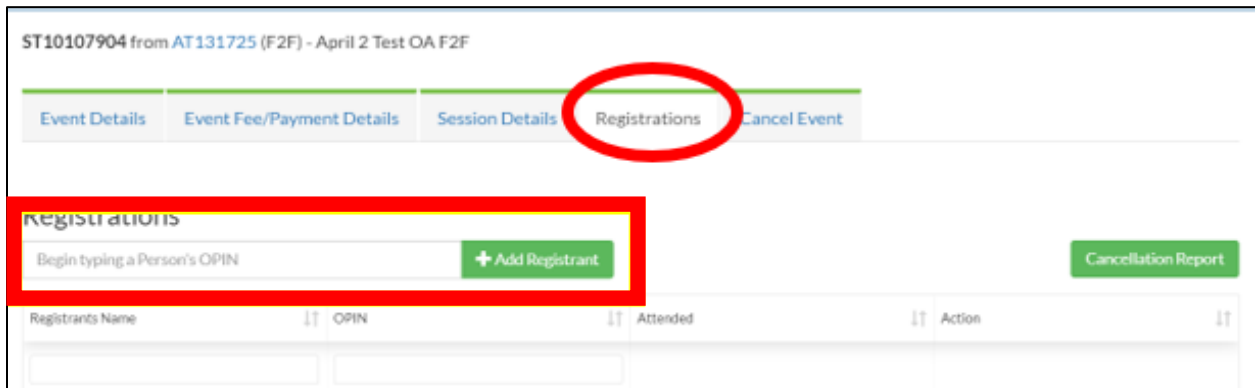 ST10107904 from AT131725 (F2F) - April 2 Test OA F2F
Event Details Event Fee/Payment Details Session Details Registrations Cancel Event
Registrations
Begin typing a Person's OPIN + Add Registrant Cancellation Report
Registrants Name OPIN Attended Action